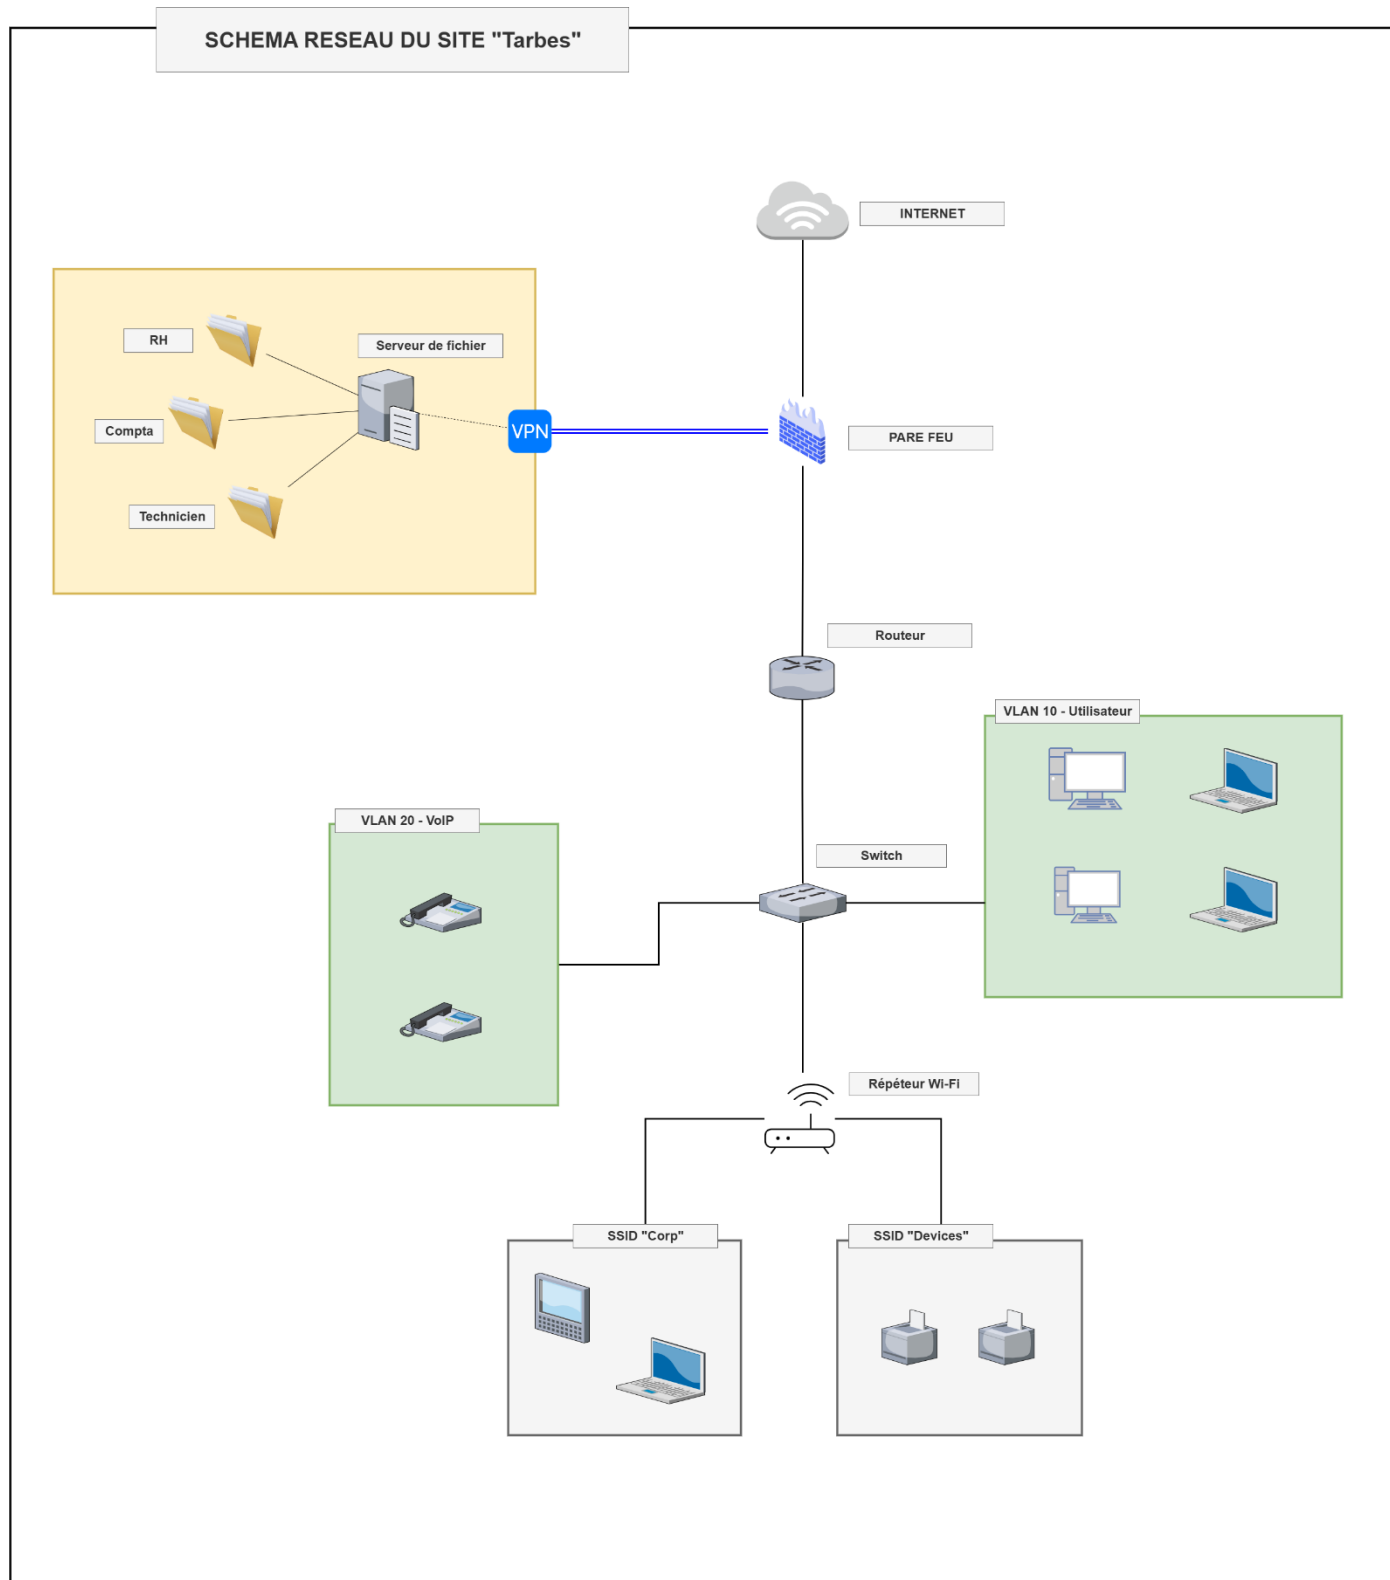 SCHEMA RESEAU DU SITE "Tarbes"
INTERNET
RH
Serveur de fichier
Compta
VPN
PARE FEU
Technicien
Routeur
VLAN 10 - Utilisateur
VLAN 20 - VoIP
Switch
Répéteur Wi-Fi
SSID "Corp"
SSID "Devices"